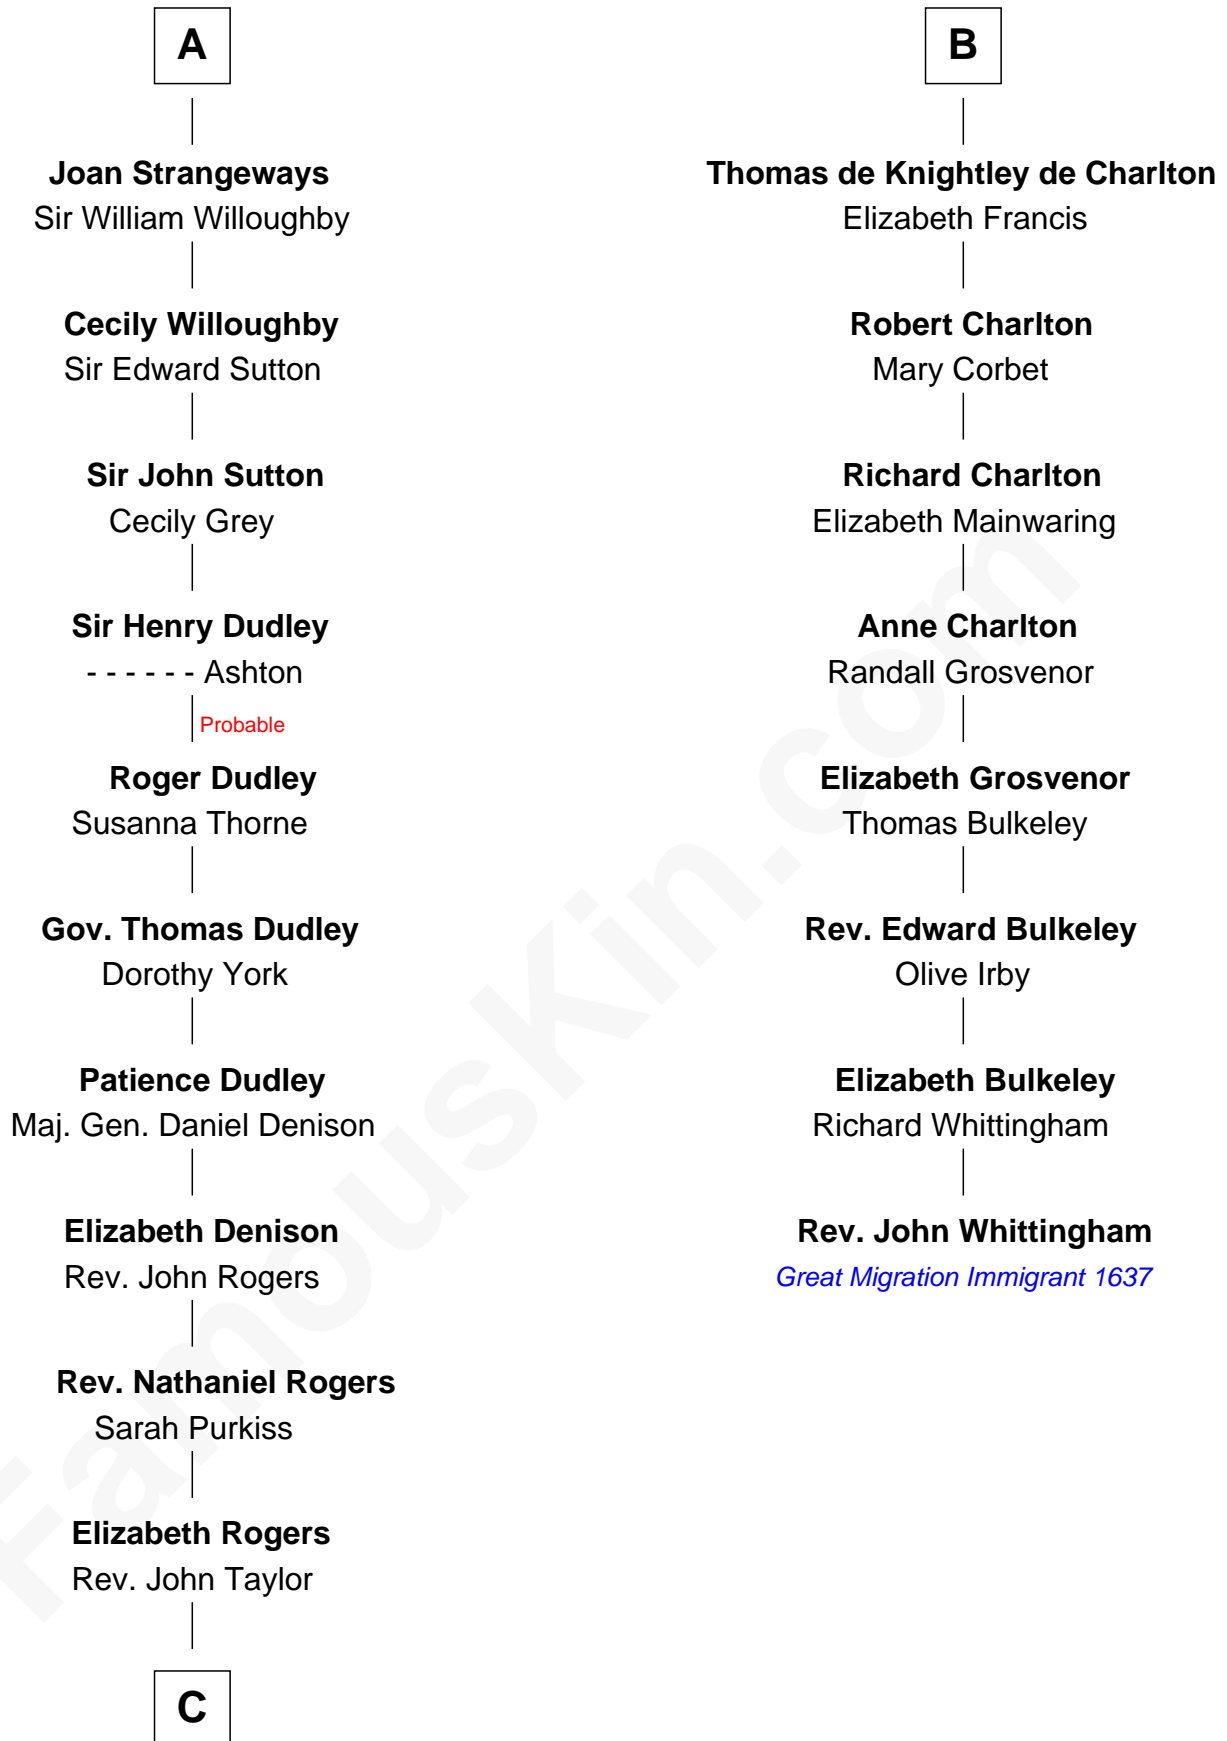 A
Joan Strangeways
Sir William Willoughby
Cecily Willoughby
Sir Edward Sutton
Sir John Sutton
Cecily Grey
Sir Henry Dudley
- - - - - - Ashton
Probable
Roger Dudley
Susanna Thorne
Gov. Thomas Dudley
Dorothy York
Patience Dudley
Maj. Gen. Daniel Denison
Elizabeth Denison
Rev. John Rogers
Rev. Nathaniel Rogers
Sarah Purkiss
Elizabeth Rogers
Rev. John Taylor
C
B
Thomas de Knightley de Charlton
Elizabeth Francis
Robert Charlton
Mary Corbet
Richard Charlton
Elizabeth Mainwaring
Anne Charlton
Randall Grosvenor
Elizabeth Grosvenor
Thomas Bulkeley
Rev. Edward Bulkeley
Olive Irby
Elizabeth Bulkeley
Richard Whittingham
Rev. John Whittingham
Great Migration Immigrant 1637
FamousKin.com